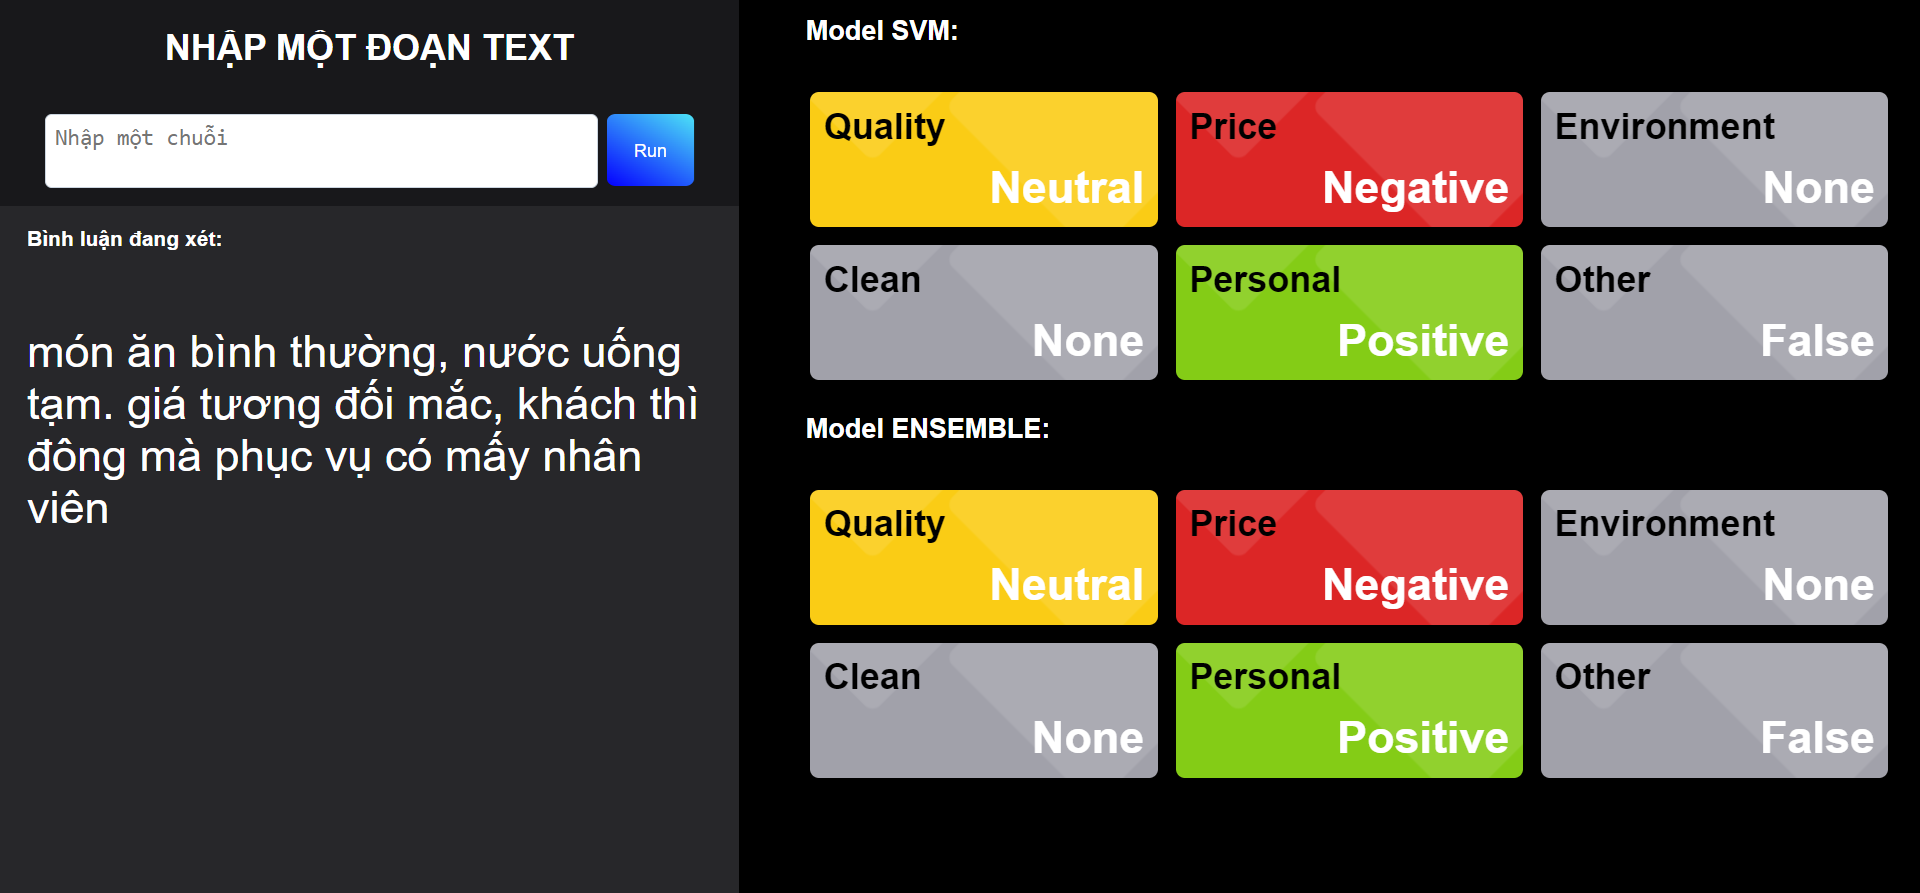 NHẬP MỘT ĐOẠN TEXT
Nhập một chuỗi
Run
Bình luận đang xét:
món ăn bình thường, nước uống
tạm. giá tương đối mắc, khách thì
đông mà phục vụ có mấy nhân
viên
Model SVM:
Quality
Neutral
Price
Negative
Environment
None
Clean
None
Personal
Positive
Other
False
Model ENSEMBLE:
Quality
Neutral
Price
Negative
Environment
None
Clean
None
Personal
Positive
Other
False